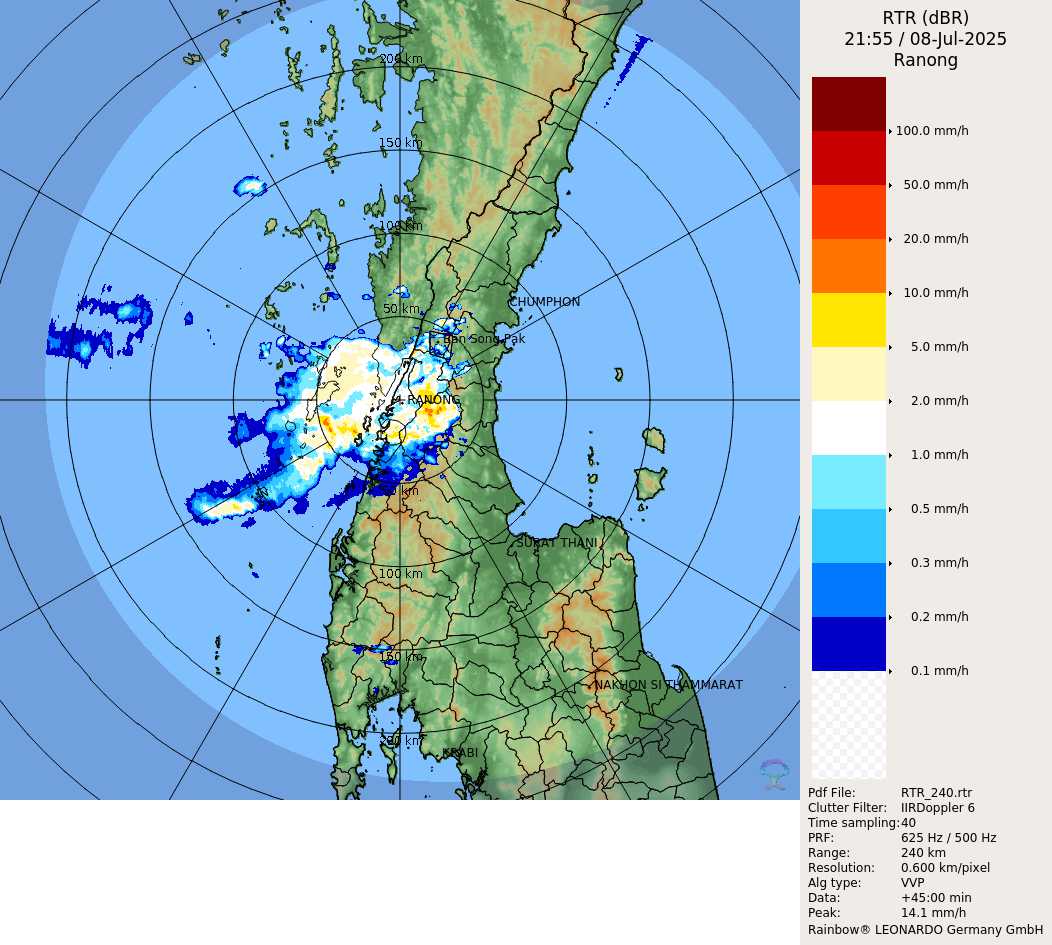 RTR (dBR)
21:55 / 08-Jul-2025
Ranong
200 km
150 km
100 km
50 km
CHUMPHON
Ban Song Pak
RANONG
km
SURAT THANI
100 km
150 km
NAKHON SI THAMMARAT
200 km
KRABI
100.0 mm/h
50.0 mm/h
20.0 mm/h
10.0 mm/h
5.0 mm/h
2.0 mm/h
1.0 mm/h
0.5 mm/h
0.3 mm/h
0.2 mm/h
0.1 mm/h
Pdf File: RTR_240.rtr
Clutter Filter: IIRDoppler 6
Time sampling:40
PRF: 625 Hz / 500 Hz
Range: 240 km
Resolution: 0.600 km/pixel
Alg type: VVP
Data: +45:00 min
Peak: 14.1 mm/h
Rainbow® LEONARDO Germany GmbH